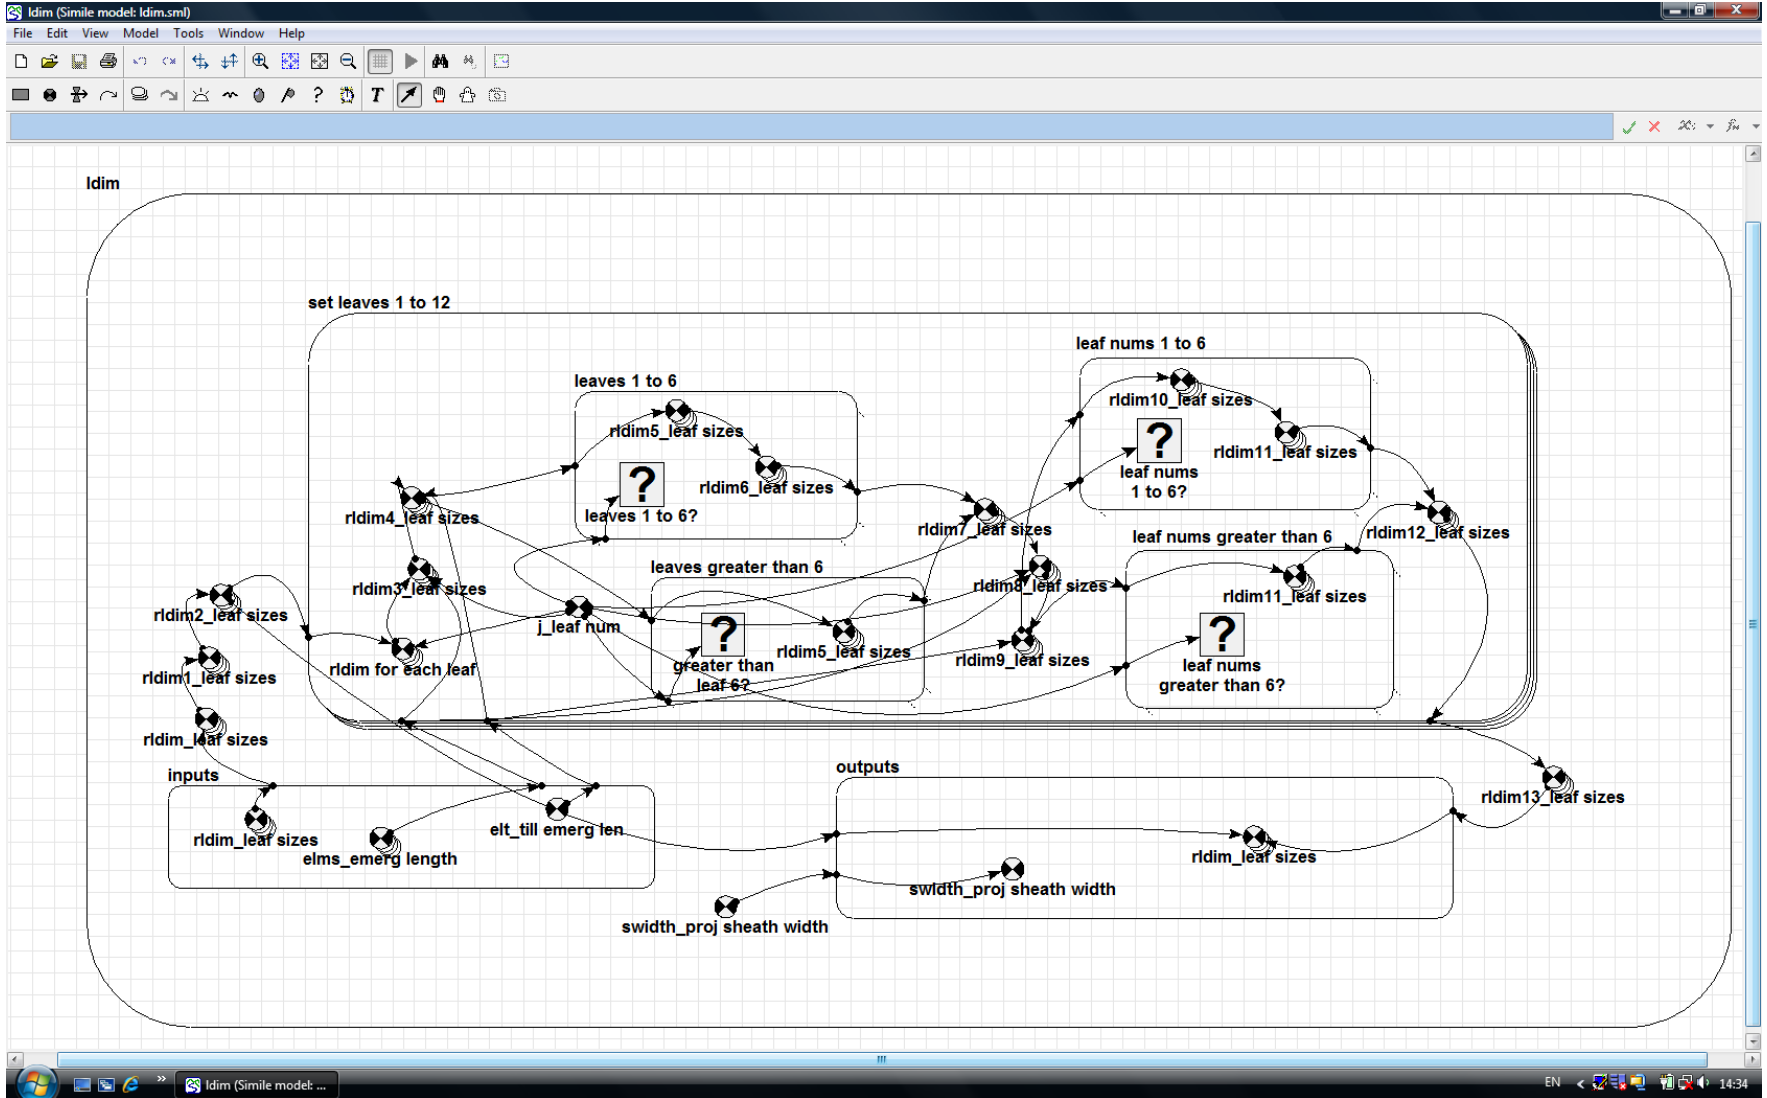 ldim (Simile model: ldim.sml)
File Edit View Model Tools Window Help
ldim
set leaves 1 to 12
leaf nums 1 to 6
leaves 1 to 6
rldim10_leaf sizes
rldim5_leaf sizes
rldim11_leaf sizes
leaf nums
1 to 6?
rldim6_leaf sizes
leaves 1 to 6?
rldim4_leaf sizes
rldim7_leaf sizes
leaf nums greater than 6
rldim12_leaf sizes
leaves greater than 6
rldim3_leaf sizes
rldim8_leaf sizes
rldim11_leaf sizes
rldim2_leaf sizes
j_leaf num
rldim5_leaf sizes
rldim9_leaf sizes
rldim for each leaf
greater than
leaf 6?
leaf nums
greater than 6?
rldim1_leaf sizes
rldim_leaf sizes
inputs
outputs
rldim13_leaf sizes
rldim_leaf sizes
elt_till emerg len
elms_emerg length
rldim_leaf sizes
swidth_proj sheath width
swidth_proj sheath width
ldim (Simile model: ...
EN
14:34